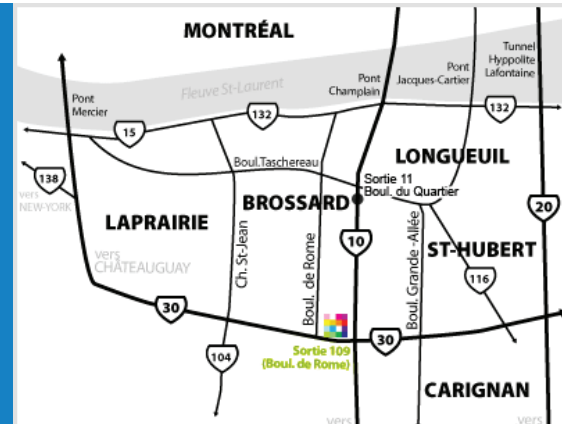 MONTRÉAL
Tunnel
Hyppolite
Lafontaine
Pont
Jacques-Cartier
Pont
Champlain
Fleuve St-Laurent
Pont
Mercier
132
132
15
Boul.Taschereau
LONGUEUIL
Sortie 11
Boul. du Quartier
138
vers
NEW-YORK
BROSSARD
LAPRAIRIE
20
10
ST-HUBERT
vers
CHÂTEAUGUAY
Ch. St-Jean
Boul. de Rome
Boul. Grande -Allée
116
30
30
Sortie 109
(Boul. de Rome)
104
CARIGNAN
vers
vers